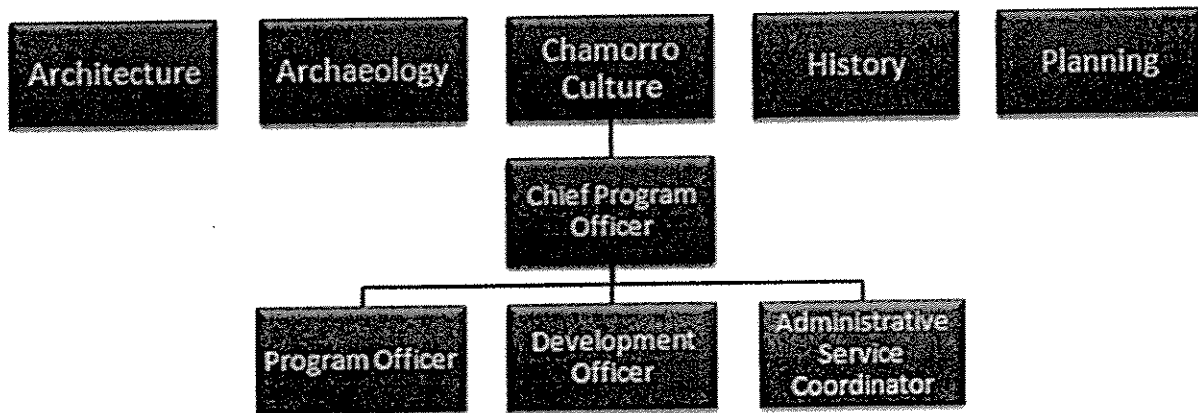 Architecture
Archaeology
Chamorro
Culture
History
Planning
Chief Program
Officer
Program Officer
Development
Officer
Administrative
Service
Coordinator